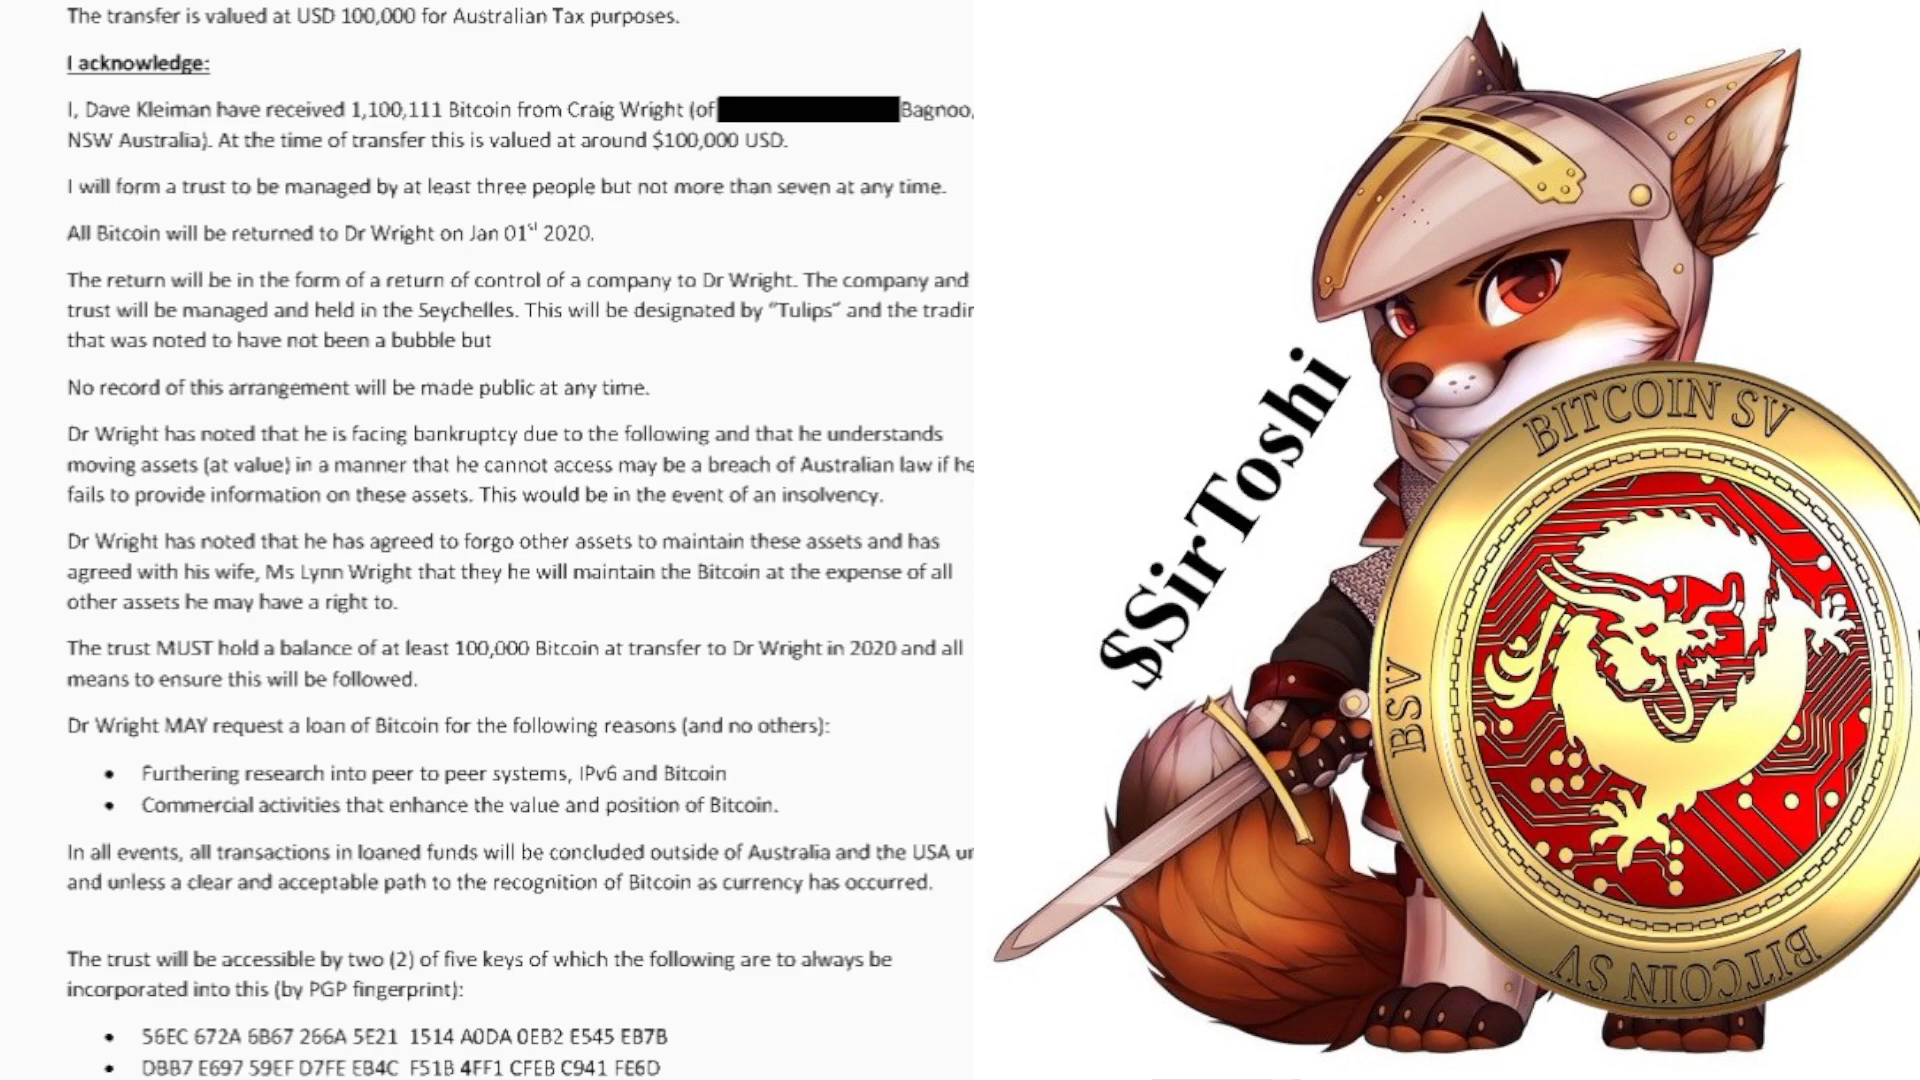 The transfer is valued at USD 100,000 for Australian Tax purposes.
I acknowledge:
I, Dave Kleiman have received 1,100,111 Bitcoin from Craig Wright (of Bagnoo,
NSW Australia). At the time of transfer this is valued at around $100,000 USD.
I will form a trust to be managed by at least three people but not more than seven at any time.
All Bitcoin will be returned to Dr Wright on Jan 01st 2020.
The return will be in the form of a return of control of a company to Dr Wright. The company and
trust will be managed and held in the Seychelles. This will be designated by "Tulips" and the
that was noted to have not been a bubble but
No record of this arrangement will be made public at any time.
Dr Wright has noted that he is facing bankruptcy due to the following and that he understands
moving assets (at value) in a manner that he cannot access may be a breach of Australian law if he
fails to provide information on these assets. This would be in the event of an insolvency.
Dr Wright has noted that he has agreed to forgo other assets to maintain these assets and has
agreed with his wife, Ms Lynn Wright that they he will maintain the Bitcoin at the expense of all
other assets he may have a right to.
The trust MUST hold a balance of at least 100,000 Bitcoin at transfer to Dr Wright in 2020 and all
means to ensure this will be followed.
Dr Wright MAY request a loan of Bitcoin for the following reasons (and no others):
• Furthering research into peer to peer systems, IPv6 and Bitcoin
• Commercial activities that enhance the value and position of Bitcoin.
In all events, all transactions in loaned funds will be concluded outside of Australia and the USA
and unless a clear and acceptable path to the recognition of Bitcoin as currency has occurred.
The trust will be accessible by two (2) of five keys of which the following are to always be
incorporated into this (by PGP fingerprint):
• 56EC 672A 6B67 266A 5E21 1514 A0DA 0EB2 E545 EB7B
• DBB7 E697 59EF D7FE EB4C F51B 4FF1 CFEB C941 FE6D
$SirToshi
BITCOIN SV
BSV
BITCOIN SV